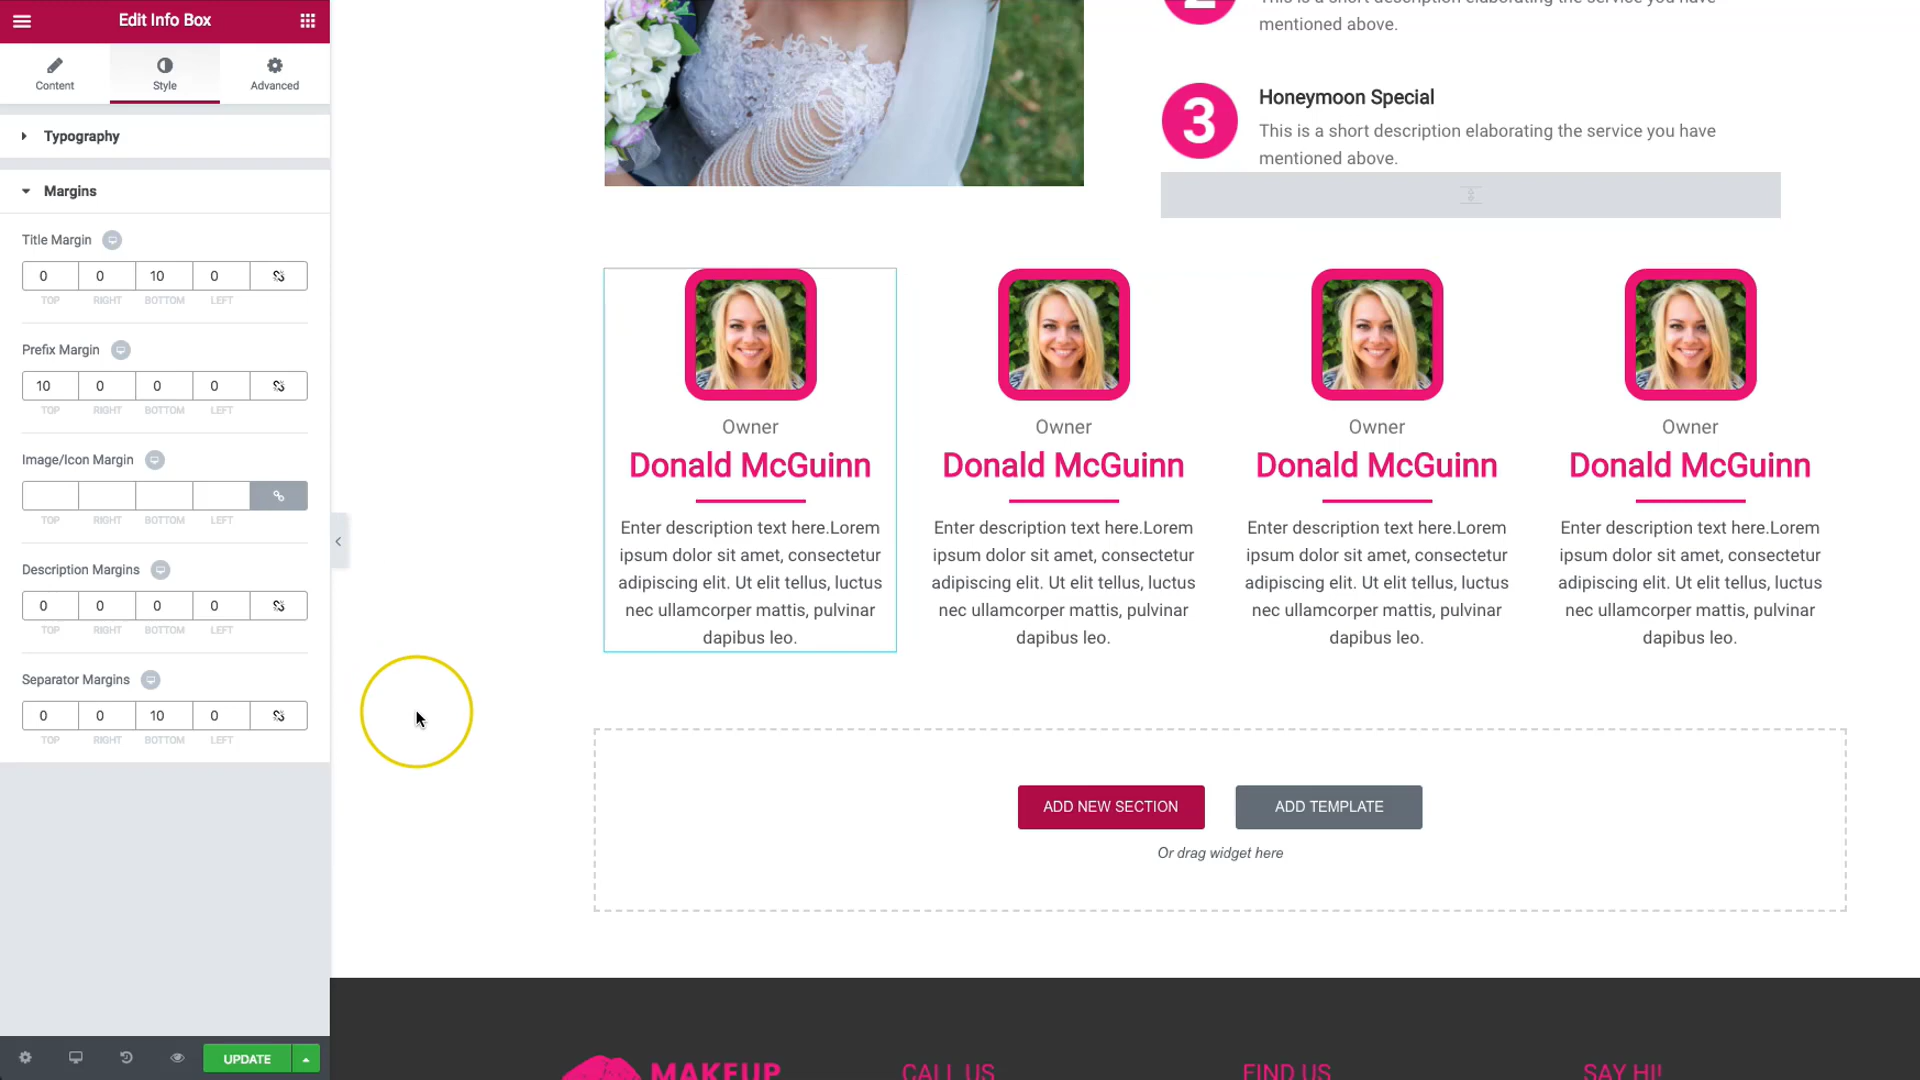 Edit Info Box
Content
Style
Advanced
Typography
Margins
Title Margin
0 0 10 0
TOP RIGHT BOTTOM LEFT
Prefix Margin
10 0 0 0
TOP RIGHT BOTTOM LEFT
Image/Icon Margin
TOP RIGHT BOTTOM LEFT
Description Margins
0 0 0 0
TOP RIGHT BOTTOM LEFT
Separator Margins
0 0 10 0
TOP RIGHT BOTTOM LEFT
UPDATE
mentioned above.
3
Honeymoon Special
This is a short description elaborating the service you have
mentioned above.
Owner
Donald McGuinn
Enter description text here.Lorem
ipsum dolor sit amet, consectetur
adipiscing elit. Ut elit tellus, luctus
nec ullamcorper mattis, pulvinar
dapibus leo.
Owner
Donald McGuinn
Enter description text here.Lorem
ipsum dolor sit amet, consectetur
adipiscing elit. Ut elit tellus, luctus
nec ullamcorper mattis, pulvinar
dapibus leo.
Owner
Donald McGuinn
Enter description text here.Lorem
ipsum dolor sit amet, consectetur
adipiscing elit. Ut elit tellus, luctus
nec ullamcorper mattis, pulvinar
dapibus leo.
Owner
Donald McGuinn
Enter description text here.Lorem
ipsum dolor sit amet, consectetur
adipiscing elit. Ut elit tellus, luctus
nec ullamcorper mattis, pulvinar
dapibus leo.
ADD NEW SECTION
ADD TEMPLATE
Or drag widget here
MAKEUP
CALL US
FIND US
SAY HI!